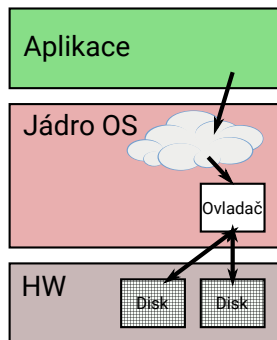 Aplikace
Jádro OS
Ovladač
HW
Disk
Disk